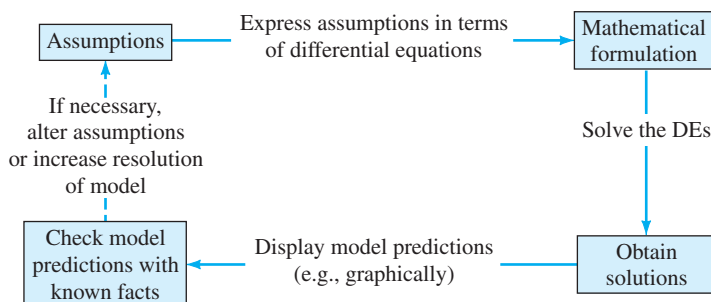 Assumptions
Express assumptions in terms
of differential equations
Mathematical
formulation
If necessary,
alter assumptions
or increase resolution
of model
Solve the DEs
Check model
predictions with
known facts
Display model predictions
(e.g., graphically)
Obtain
solutions